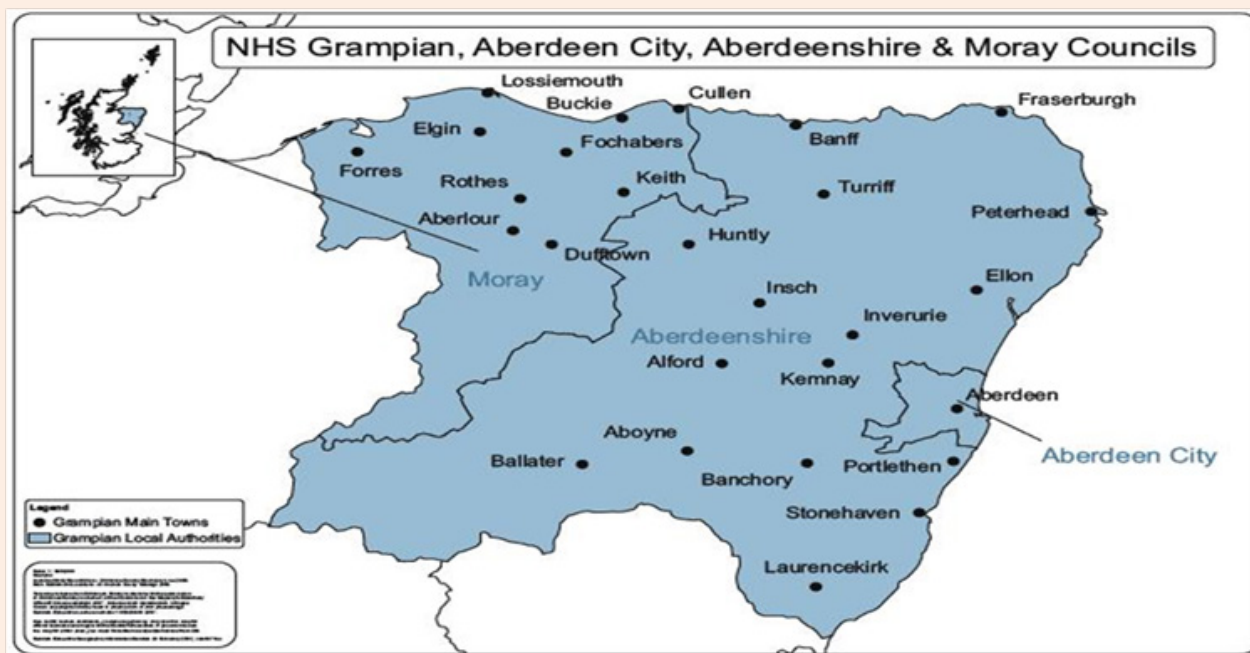 NHS Grampian, Aberdeen City, Aberdeenshire & Moray Councils
Lossiemouth
Cullen
Buckie
Fraserburgh
Elgin
Fochabers
Banff
Forres
Rothes
Keith
Turriff
Aberlour
Peterhead
Huntly
Dufftown
Moray
Ellon
Insch
Inverurie
Aberdeenshire
Alford
Kemnay
Aberdeen
Aboyne
Aberdeen City
Ballater
Banchory
Portlethen
Stonehaven
Legend
Grampian Main Towns
Grampian Local Authorities
Laurencekirk